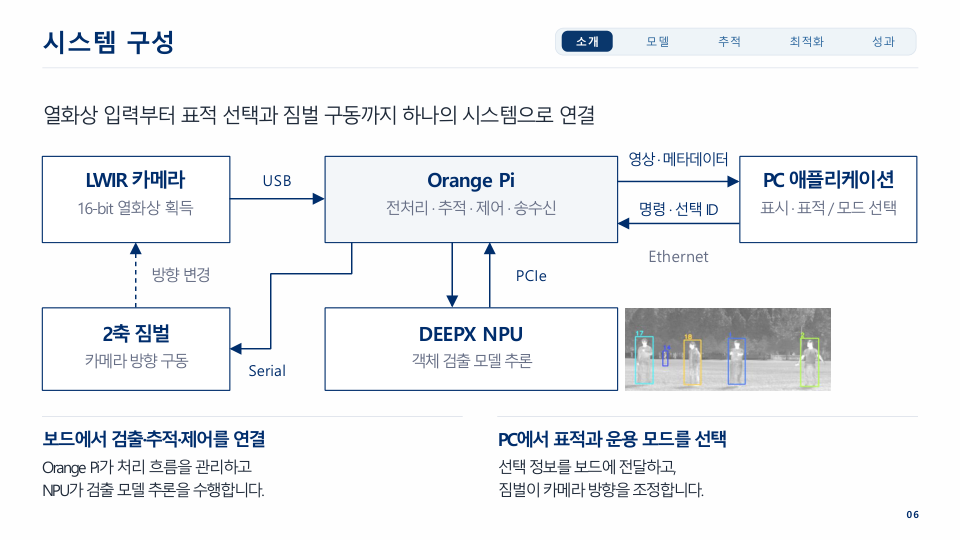 시스템 구성
소개 모델 추적 최적화 성과
열화상 입력부터 표적 선택과 짐벌 구동까지 하나의 시스템으로 연결
LWIR 카메라
16-bit 열화상 획득
USB
Orange Pi
전처리 · 추적 · 제어 · 송수신
영상 · 메타데이터
명령 · 선택 ID
Ethernet
PC 애플리케이션
표시 · 표적 / 모드 선택
방향 변경
PCIe
2축 짐벌
카메라 방향 구동
Serial
DEEPX NPU
객체 검출 모델 추론
17
18
보드에서 검출·추적·제어를 연결
Orange Pi가 처리 흐름을 관리하고
NPU가 검출 모델 추론을 수행합니다.
PC에서 표적과 운용 모드를 선택
선택 정보를 보드에 전달하고,
짐벌이 카메라 방향을 조정합니다.
06